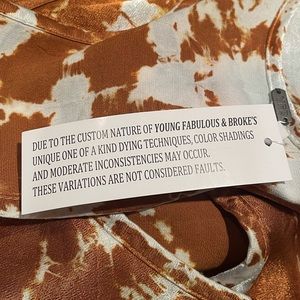 DUE TO THE CUSTOM NATURE OF YOUNG FABULOUS & BROKE'S
UNIQUE ONE OF A KIND DYING TECHNIQUES, COLOR SHADINGS
AND MODERATE INCONSISTENCIES MAY OCCUR.
THESE VARIATIONS ARE NOT CONSIDERED FAULTS.